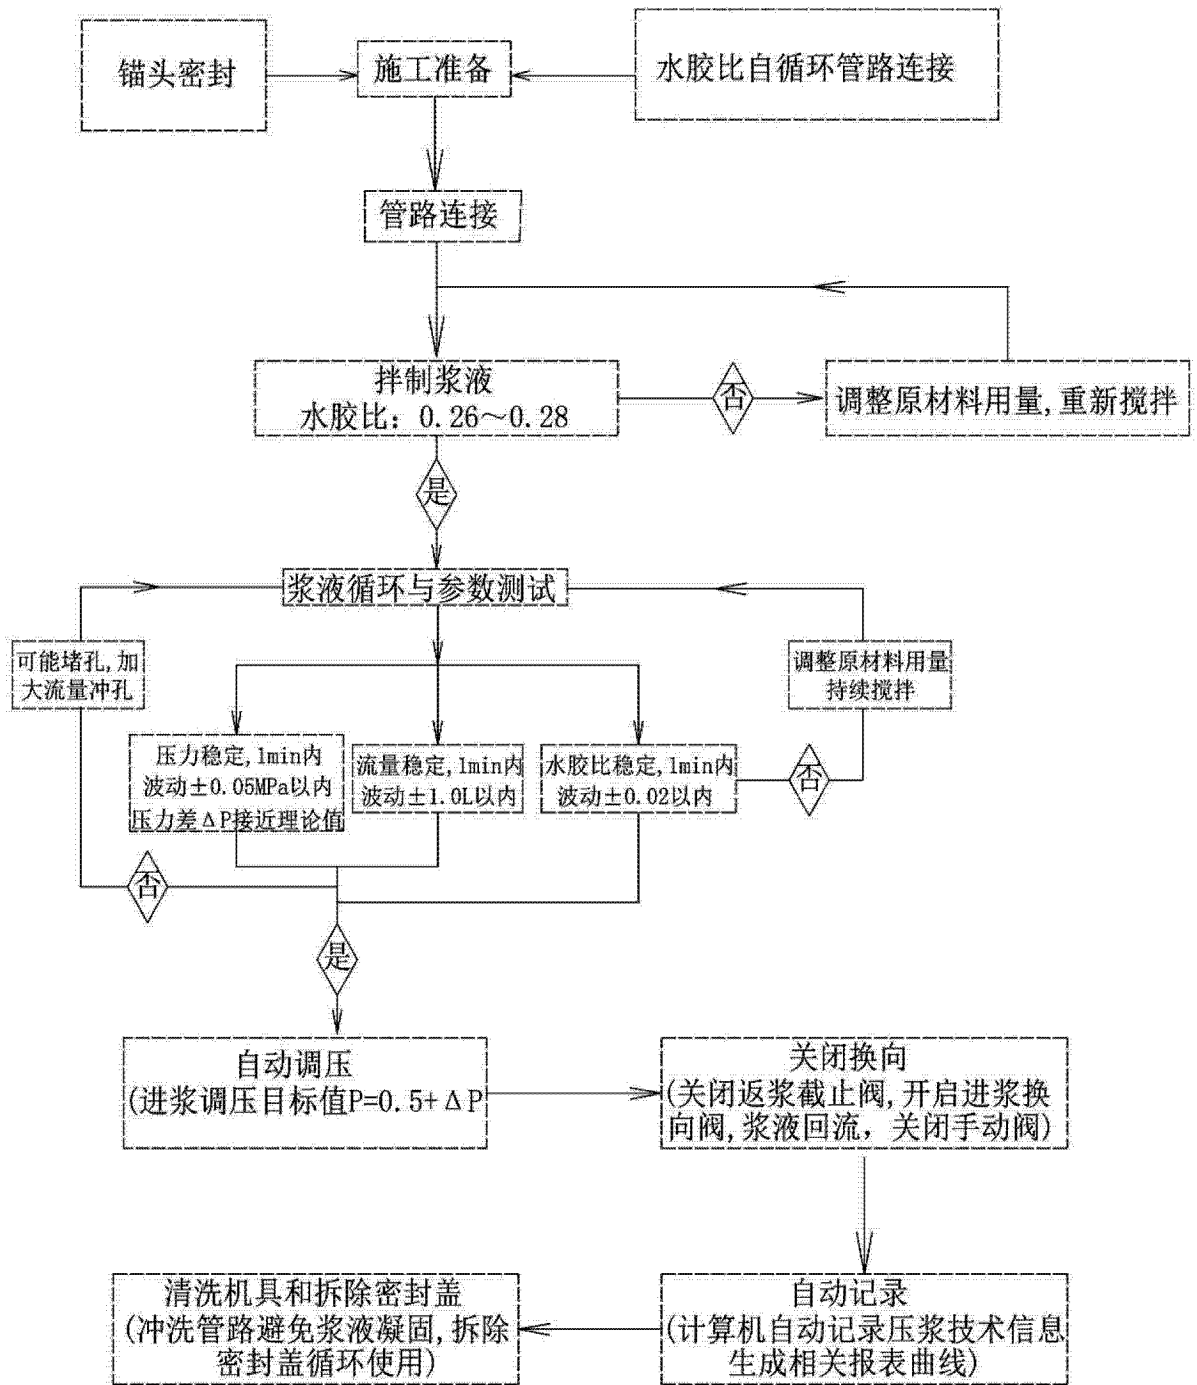 锚头密封
施工准备
水胶比自循环管路连接
管路连接
拌制浆液
水胶比：0.26～0.28
否
调整原材料用量,重新搅拌
是
浆液循环与参数测试
可能堵孔,加
大流量冲孔
调整原材料用量
持续搅拌
压力稳定,1min内
波动±0.05MPa以内
压力差ΔP接近理论值
流量稳定,1min内
波动±1.0L以内
水胶比稳定,1min内
波动±0.02以内
否
否
是
自动调压
(进浆调压目标值P=0.5+ΔP
关闭换向
(关闭返浆截止阀,开启进浆换
向阀,浆液回流，关闭手动阀)
清洗机具和拆除密封盖
(冲洗管路避免浆液凝固,拆除
密封盖循环使用)
自动记录
(计算机自动记录压浆技术信息
生成相关报表曲线)